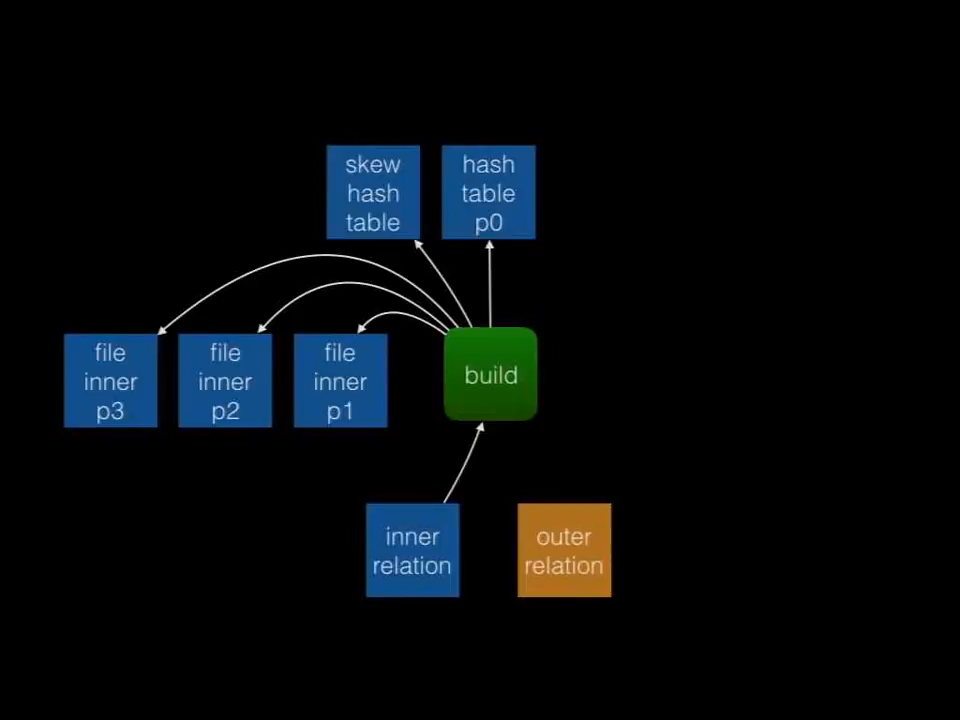 skew
hash
table
hash
table
p0
file
inner
p3
file
inner
p2
file
inner
p1
build
inner
relation
outer
relation